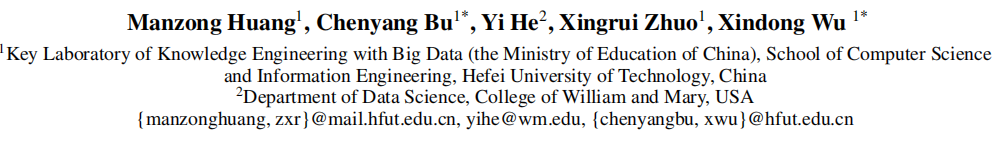 Manzong Huang¹, Chenyang Bu¹*, Yi He², Xingrui Zhuo¹, Xindong Wu ¹*
¹Key Laboratory of Knowledge Engineering with Big Data (the Ministry of Education of China), School of Computer Science
and Information Engineering, Hefei University of Technology, China
²Department of Data Science, College of William and Mary, USA
{manzonghuang, zxr}@mail.hfut.edu.cn, yihe@wm.edu, {chenyangbu, xwu}@hfut.edu.cn